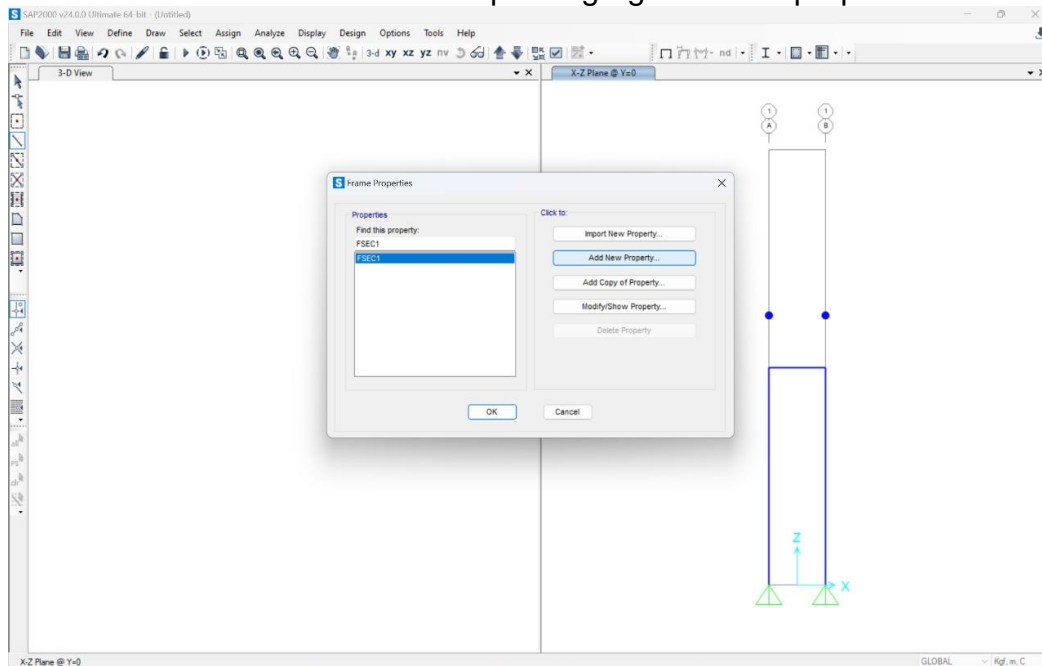 SAP2000 v24.0.0 Ultimate 64-bit - (Untitled)
File Edit View Define Draw Select Assign Analyze Display Design Options Tools Help
3-d xy xz yz nv nd
3-D View
X-Z Plane @ Y=0
1 1
A B
Frame Properties
Properties
Find this property:
FSEC1
FSEC1
Click to:
Import New Property...
Add New Property...
Add Copy of Property...
Modify/Show Property...
Delete Property
OK Cancel
Z
X
X-Z Plane @ Y=0
GLOBAL Kgf, m, C